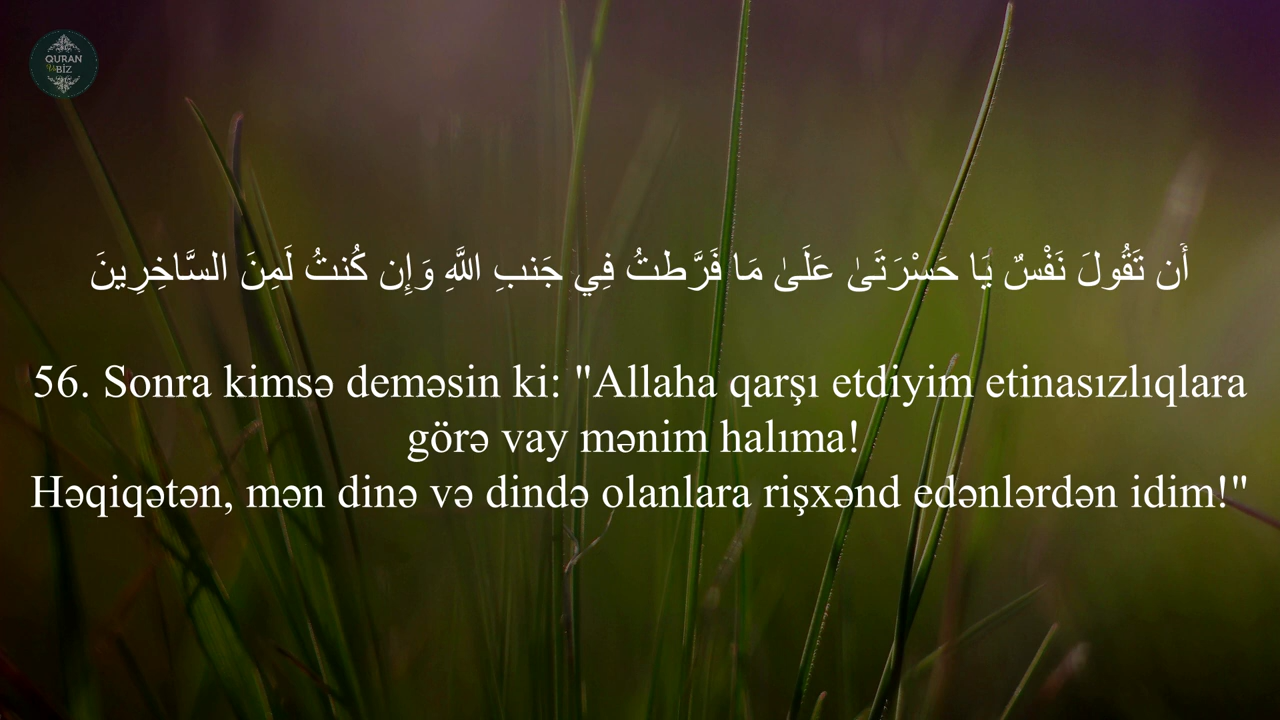 QURAN
Və
BİZ
أَن تَقُولَ نَفْسٌ يَا حَسْرَتَىٰ عَلَىٰ مَا فَرَّطتُ فِي جَنبِ اللَّهِ وَإِن كُنتُ لَمِنَ السَّاخِرِينَ
56. Sonra kimsə deməsin ki: "Allaha qarşı etdiyim etinasızlıqlara
görə vay mənim halıma!
Həqiqətən, mən dinə və dində olanlara rişxənd edənlərdən idim!"